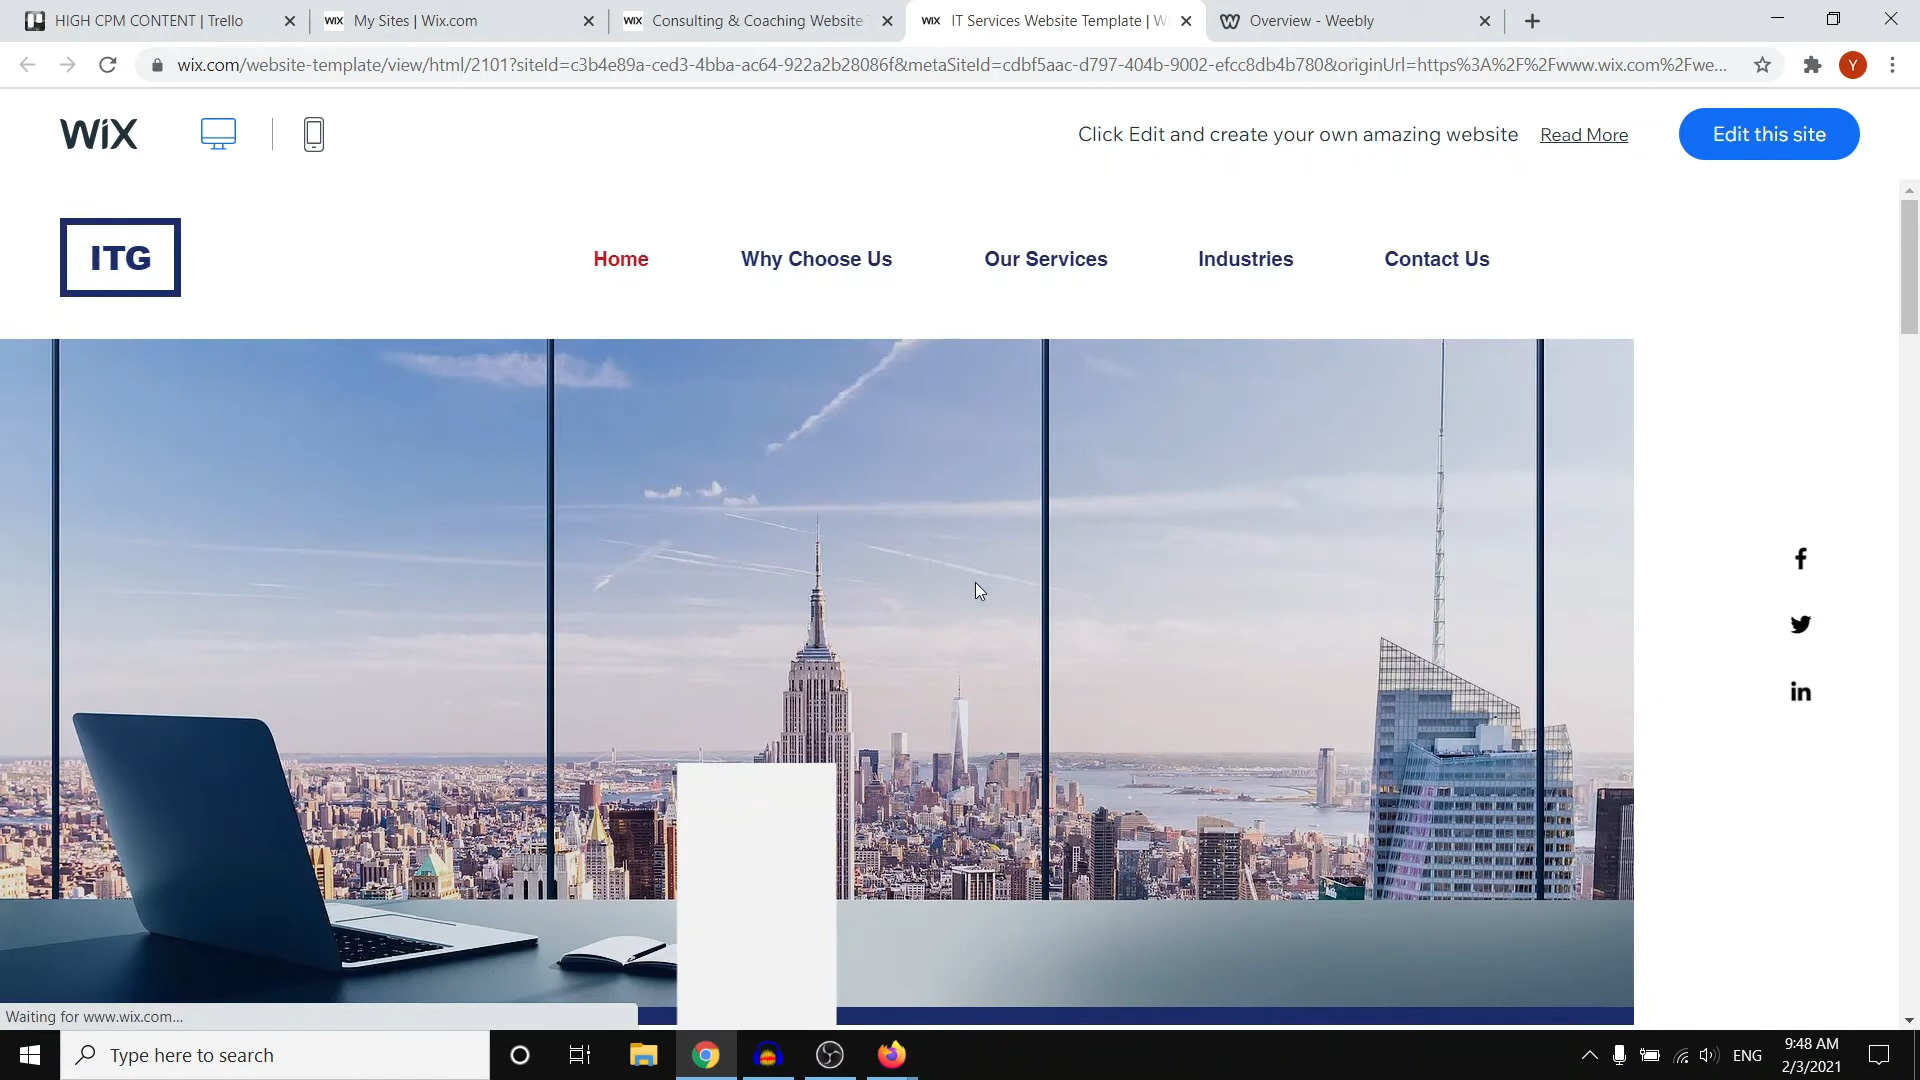 HIGH CPM CONTENT | Trello
WIX My Sites | Wix.com
WIX Consulting & Coaching Website
WIX IT Services Website Template | W
Overview - Weebly
wix.com/website-template/view/html/2101?siteId=c3b4e89a-ced3-4bba-ac64-922a2b28086f&metaSiteId=cdbf5aac-d797-404b-9002-efcc8db4b780&originUrl=https%3A%2F%2Fwww.wix.com%2Fwe...
Y
WiX
Click Edit and create your own amazing website
Read More
Edit this site
ITG
Home
Why Choose Us
Our Services
Industries
Contact Us
Waiting for www.wix.com...
Type here to search
ENG
9:48 AM
2/3/2021